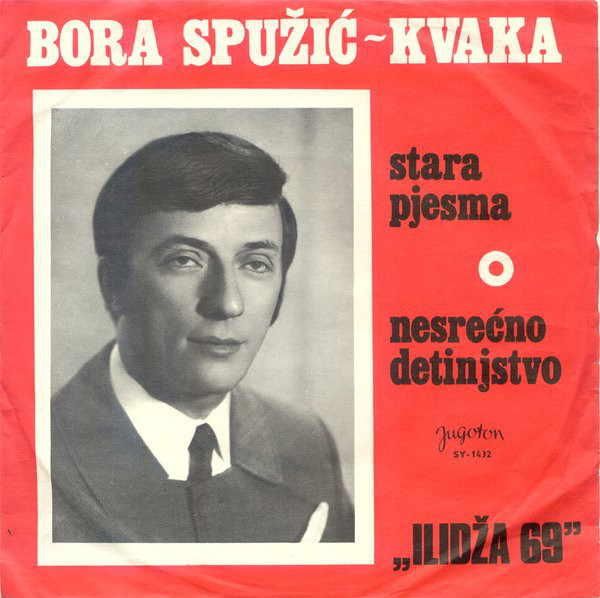 BORA SPUŽIĆ~KVAKA
stara
pjesma
nesrećno
detinjstvo
Jugoton
SY-1432
„ILIDŽA 69”